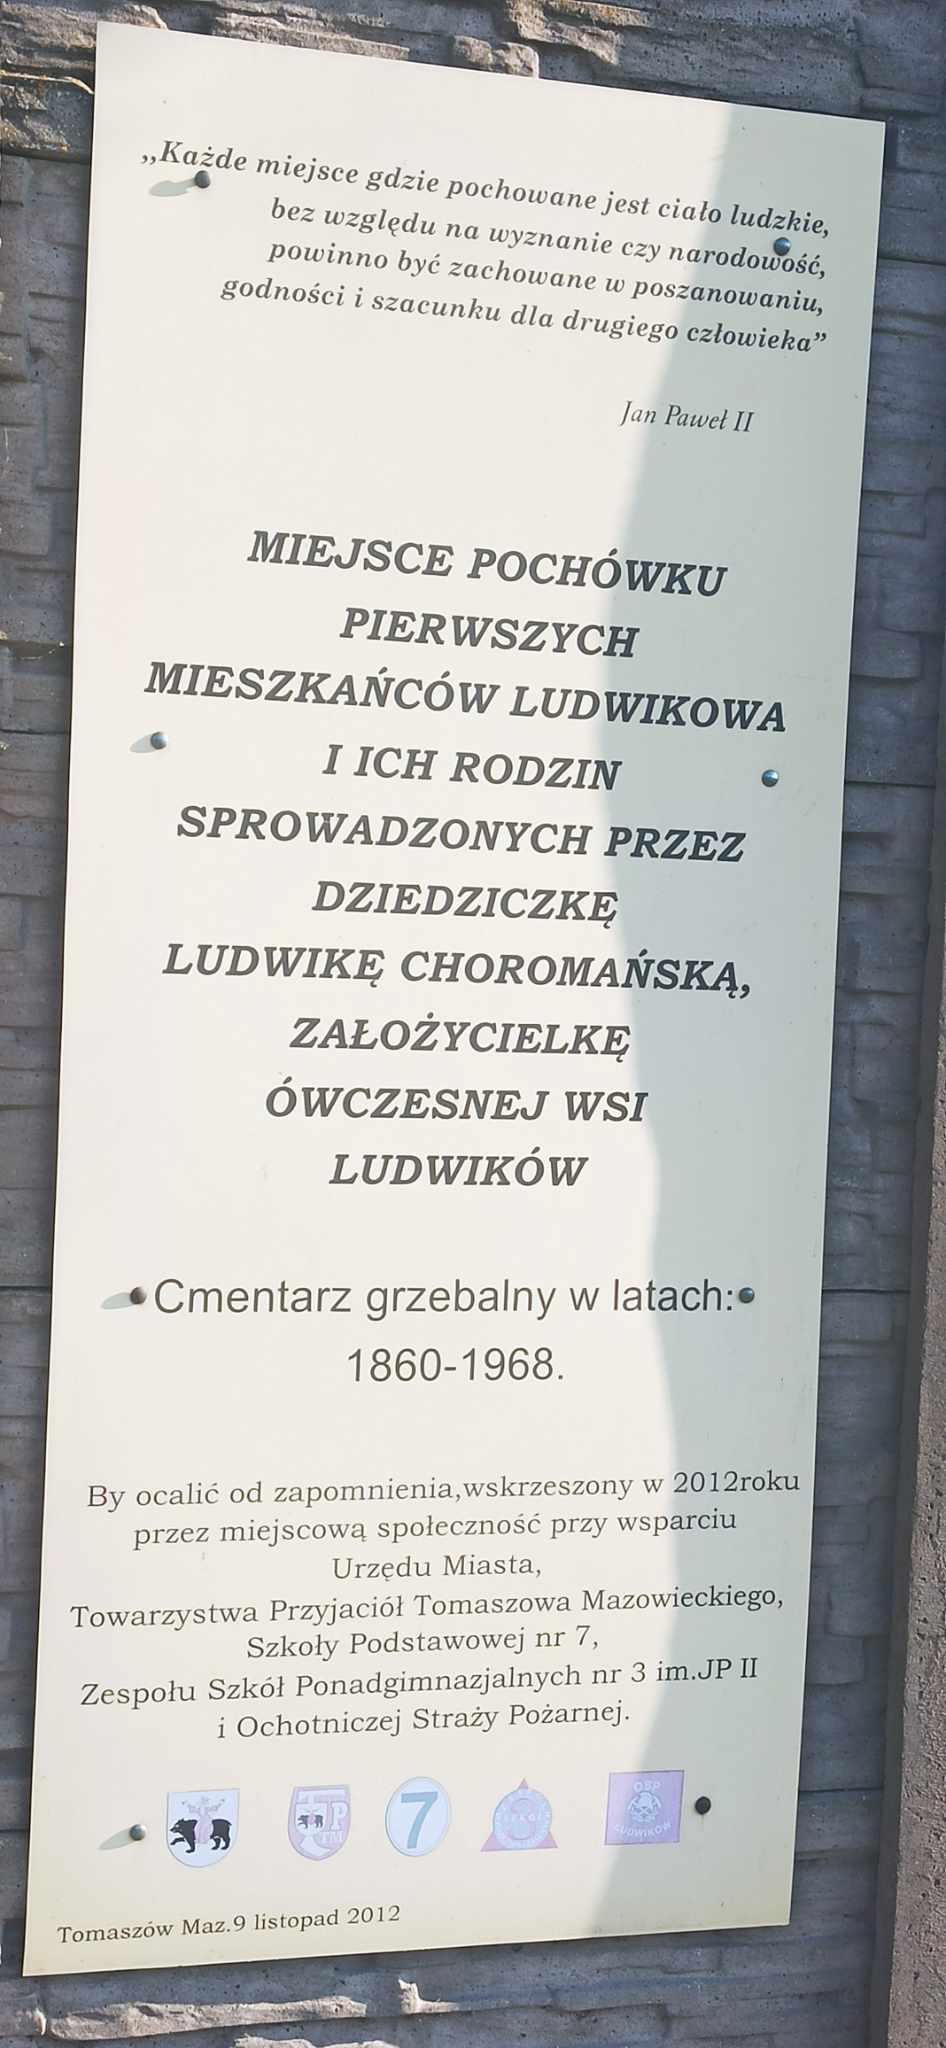 „Każde miejsce gdzie pochowane jest ciało ludzkie,
bez względu na wyznanie czy narodowość,
powinno być zachowane w poszanowaniu,
godności i szacunku dla drugiego człowieka”
Jan Paweł II
MIEJSCE POCHÓWKU
PIERWSZYCH
MIESZKAŃCÓW LUDWIKOWA
I ICH RODZIN
SPROWADZONYCH PRZEZ
DZIEDZICZKĘ
LUDWIKĘ CHOROMAŃSKĄ,
ZAŁOŻYCIELKĘ
ÓWCZESNEJ WSI
LUDWIKÓW
Cmentarz grzebalny w latach:
1860-1968.
By ocalić od zapomnienia,wskrzeszony w 2012roku
przez miejscową społeczność przy wsparciu
Urzędu Miasta,
Towarzystwa Przyjaciół Tomaszowa Mazowieckiego,
Szkoły Podstawowej nr 7,
Zespołu Szkół Ponadgimnazjalnych nr 3 im.JP II
i Ochotniczej Straży Pożarnej.
TP
TM
7
3
OSP
LUDWIKÓW
Tomaszów Maz.9 listopad 2012